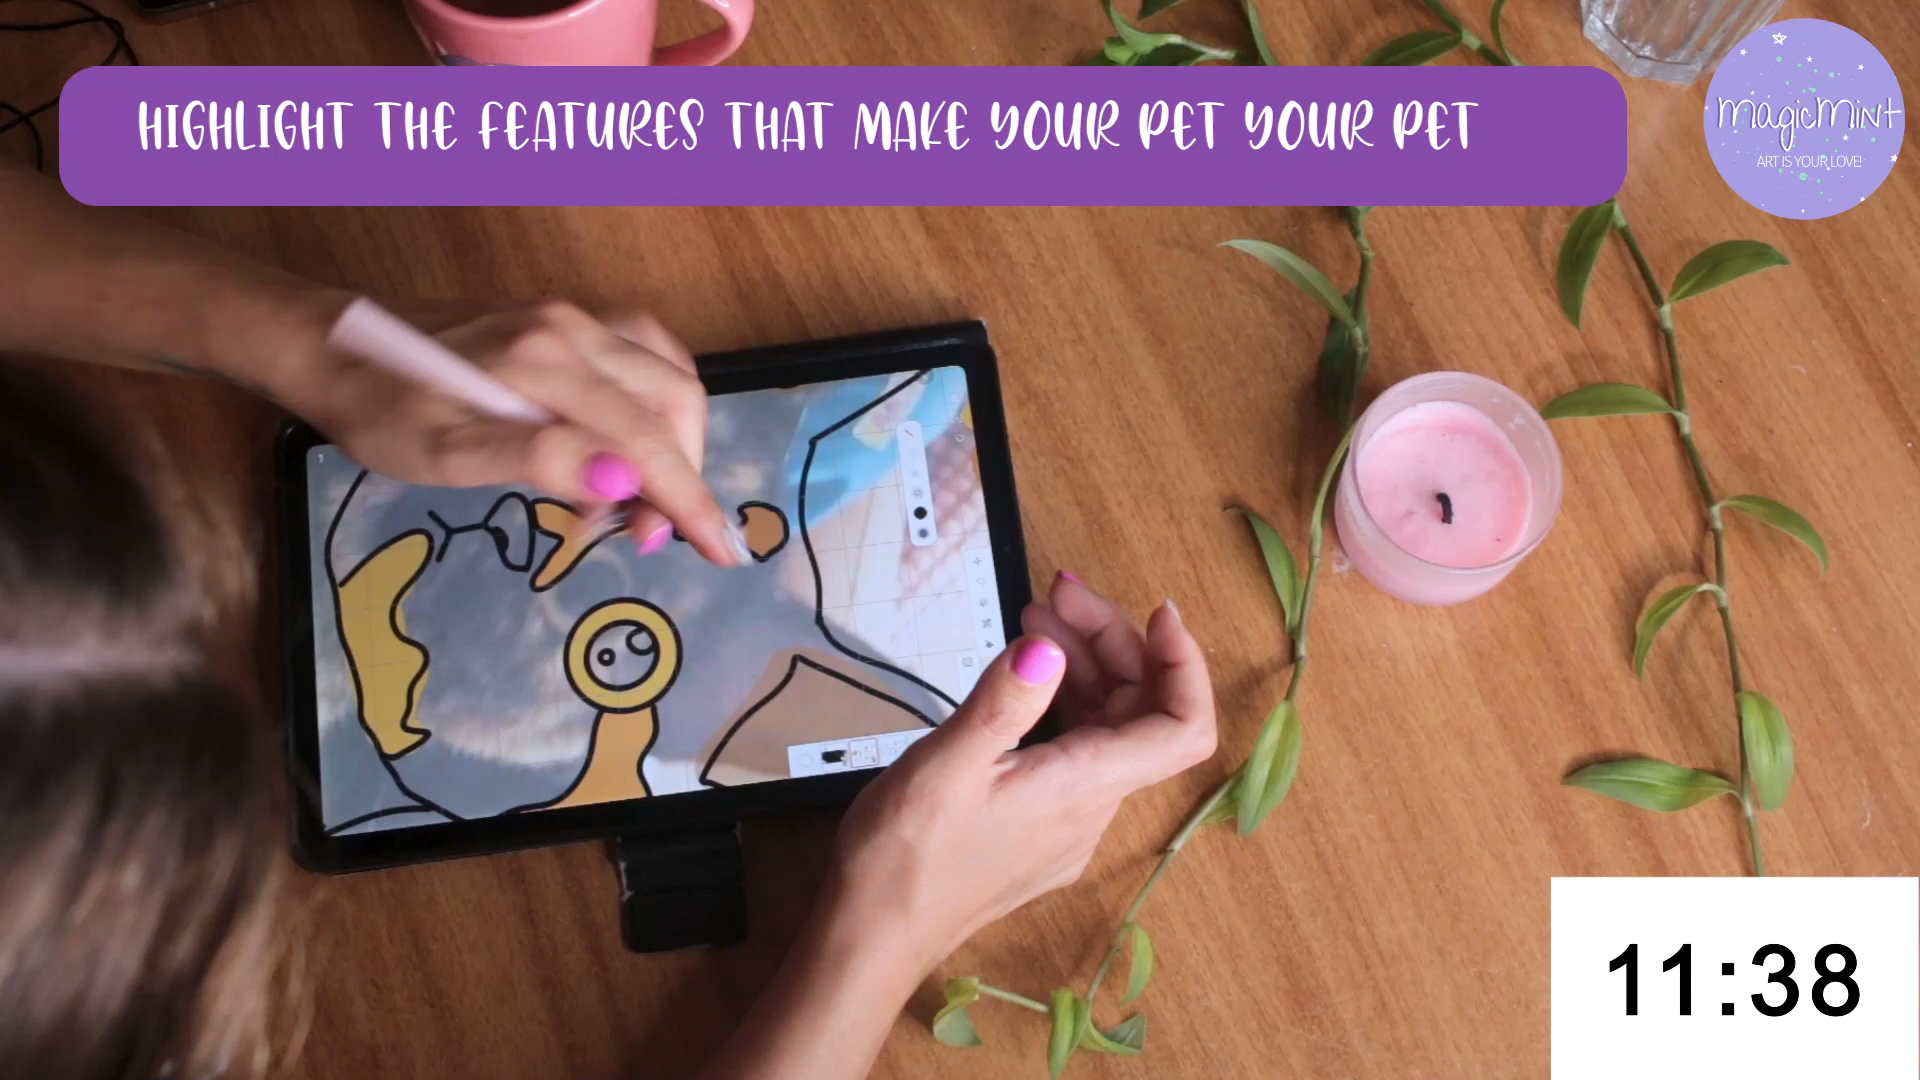 HIGHLIGHT THE FEATURES THAT MAKE YOUR PET YOUR PET
MagicMint
ART IS YOUR LOVE!
11:38